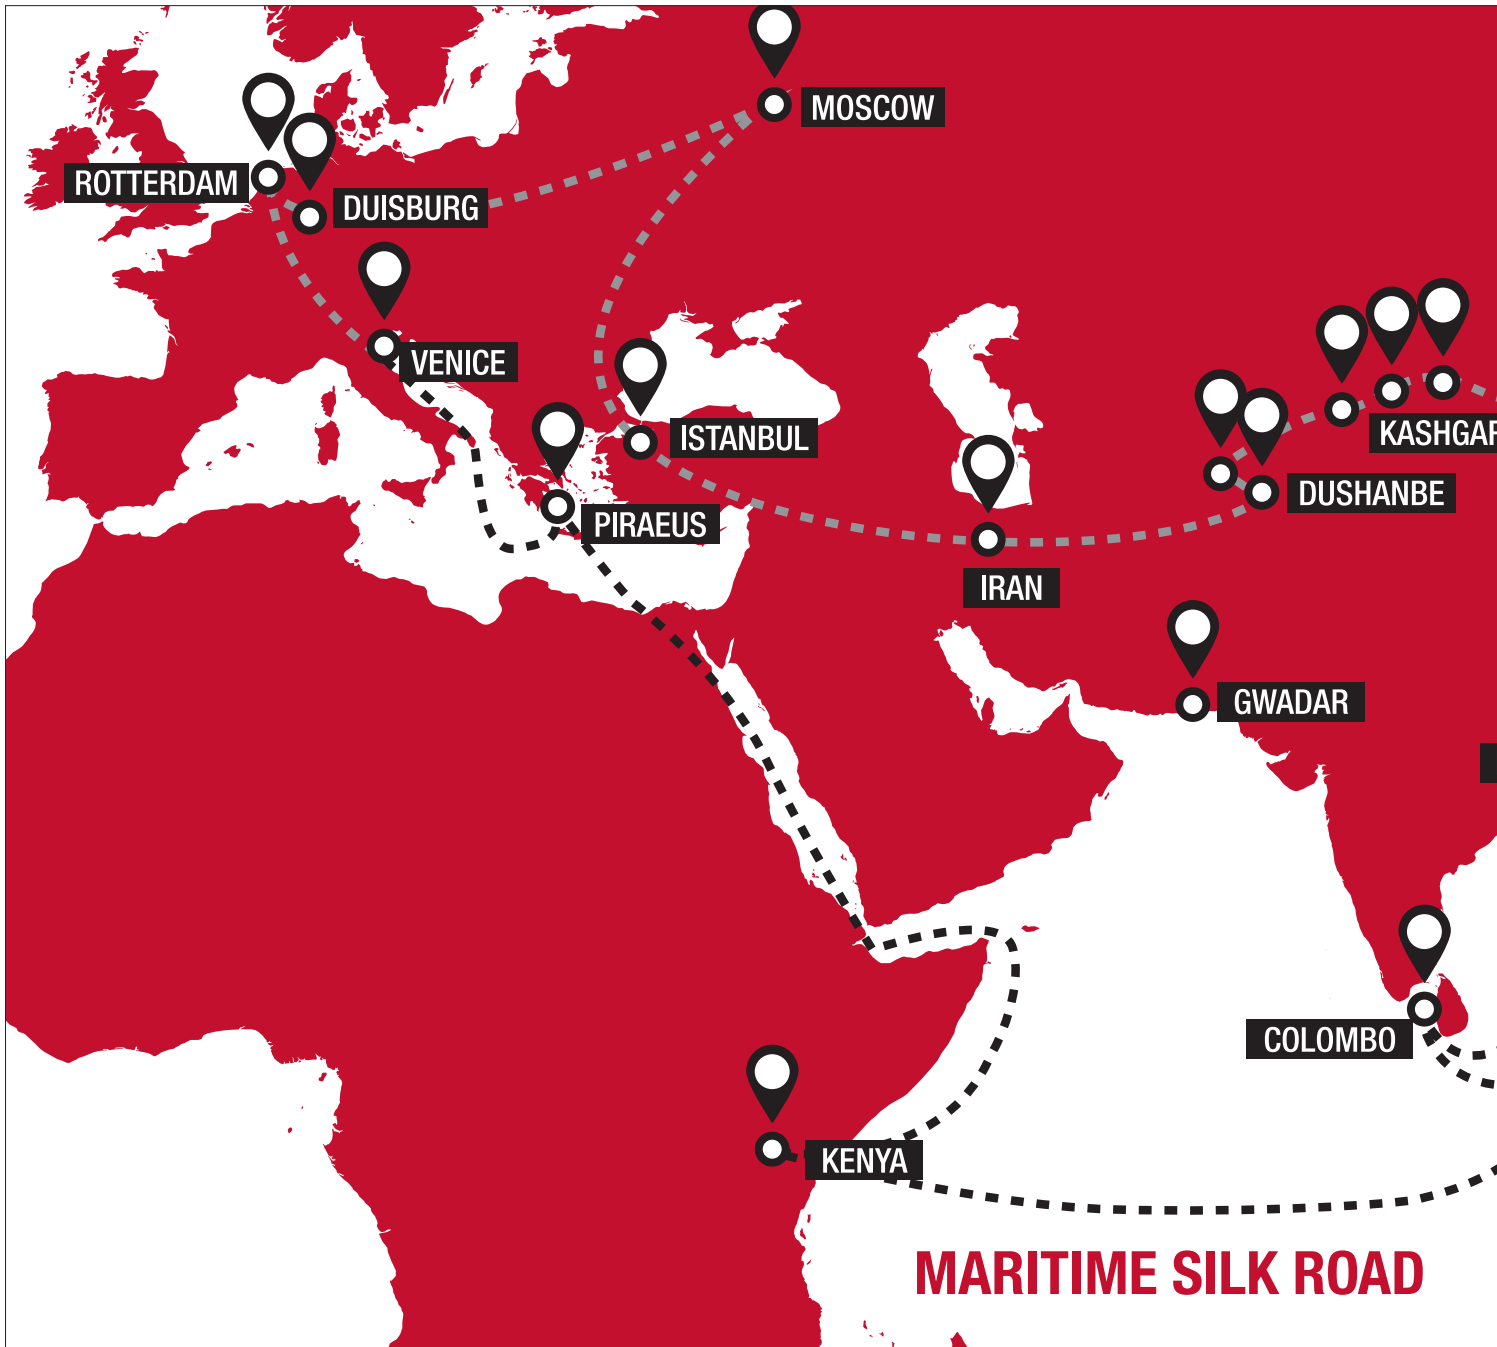 MOSCOW
ROTTERDAM
DUISBURG
VENICE
ISTANBUL
KASHGAR
DUSHANBE
PIRAEUS
IRAN
GWADAR
COLOMBO
KENYA
MARITIME SILK ROAD